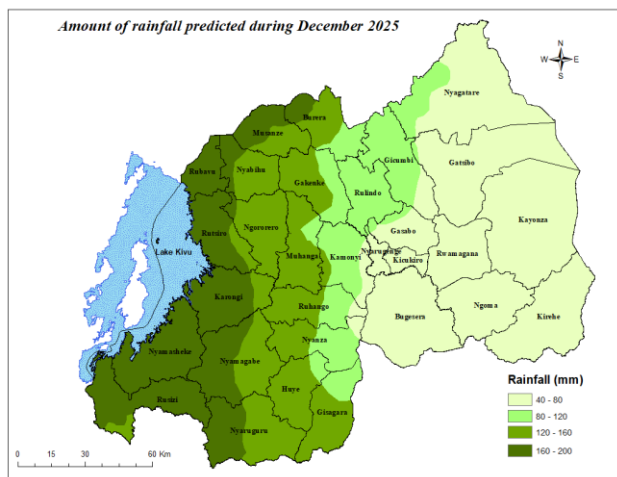 Amount of rainfall predicted during December 2025
N
W E
S
Nyagatare
Burera
Musanze
Gicumbi
Gatsibo
Rubavu
Nyabihu
Gakenke
Rulindo
Kayonza
Rutsiro
Ngororero
Gasabo
Lake Kivu
Muhanga
Kamonyi
Nyarugenge
Kicukiro
Rwamagana
Karongi
Ruhango
Bugesera
Ngoma
Kirehe
Nyamasheke
Nyamagabe
Nyanza
Huye
Rusizi
Gisagara
Nyaruguru
Rainfall (mm)
40 - 80
80 - 120
120 - 160
160 - 200
0 15 30 60 Km